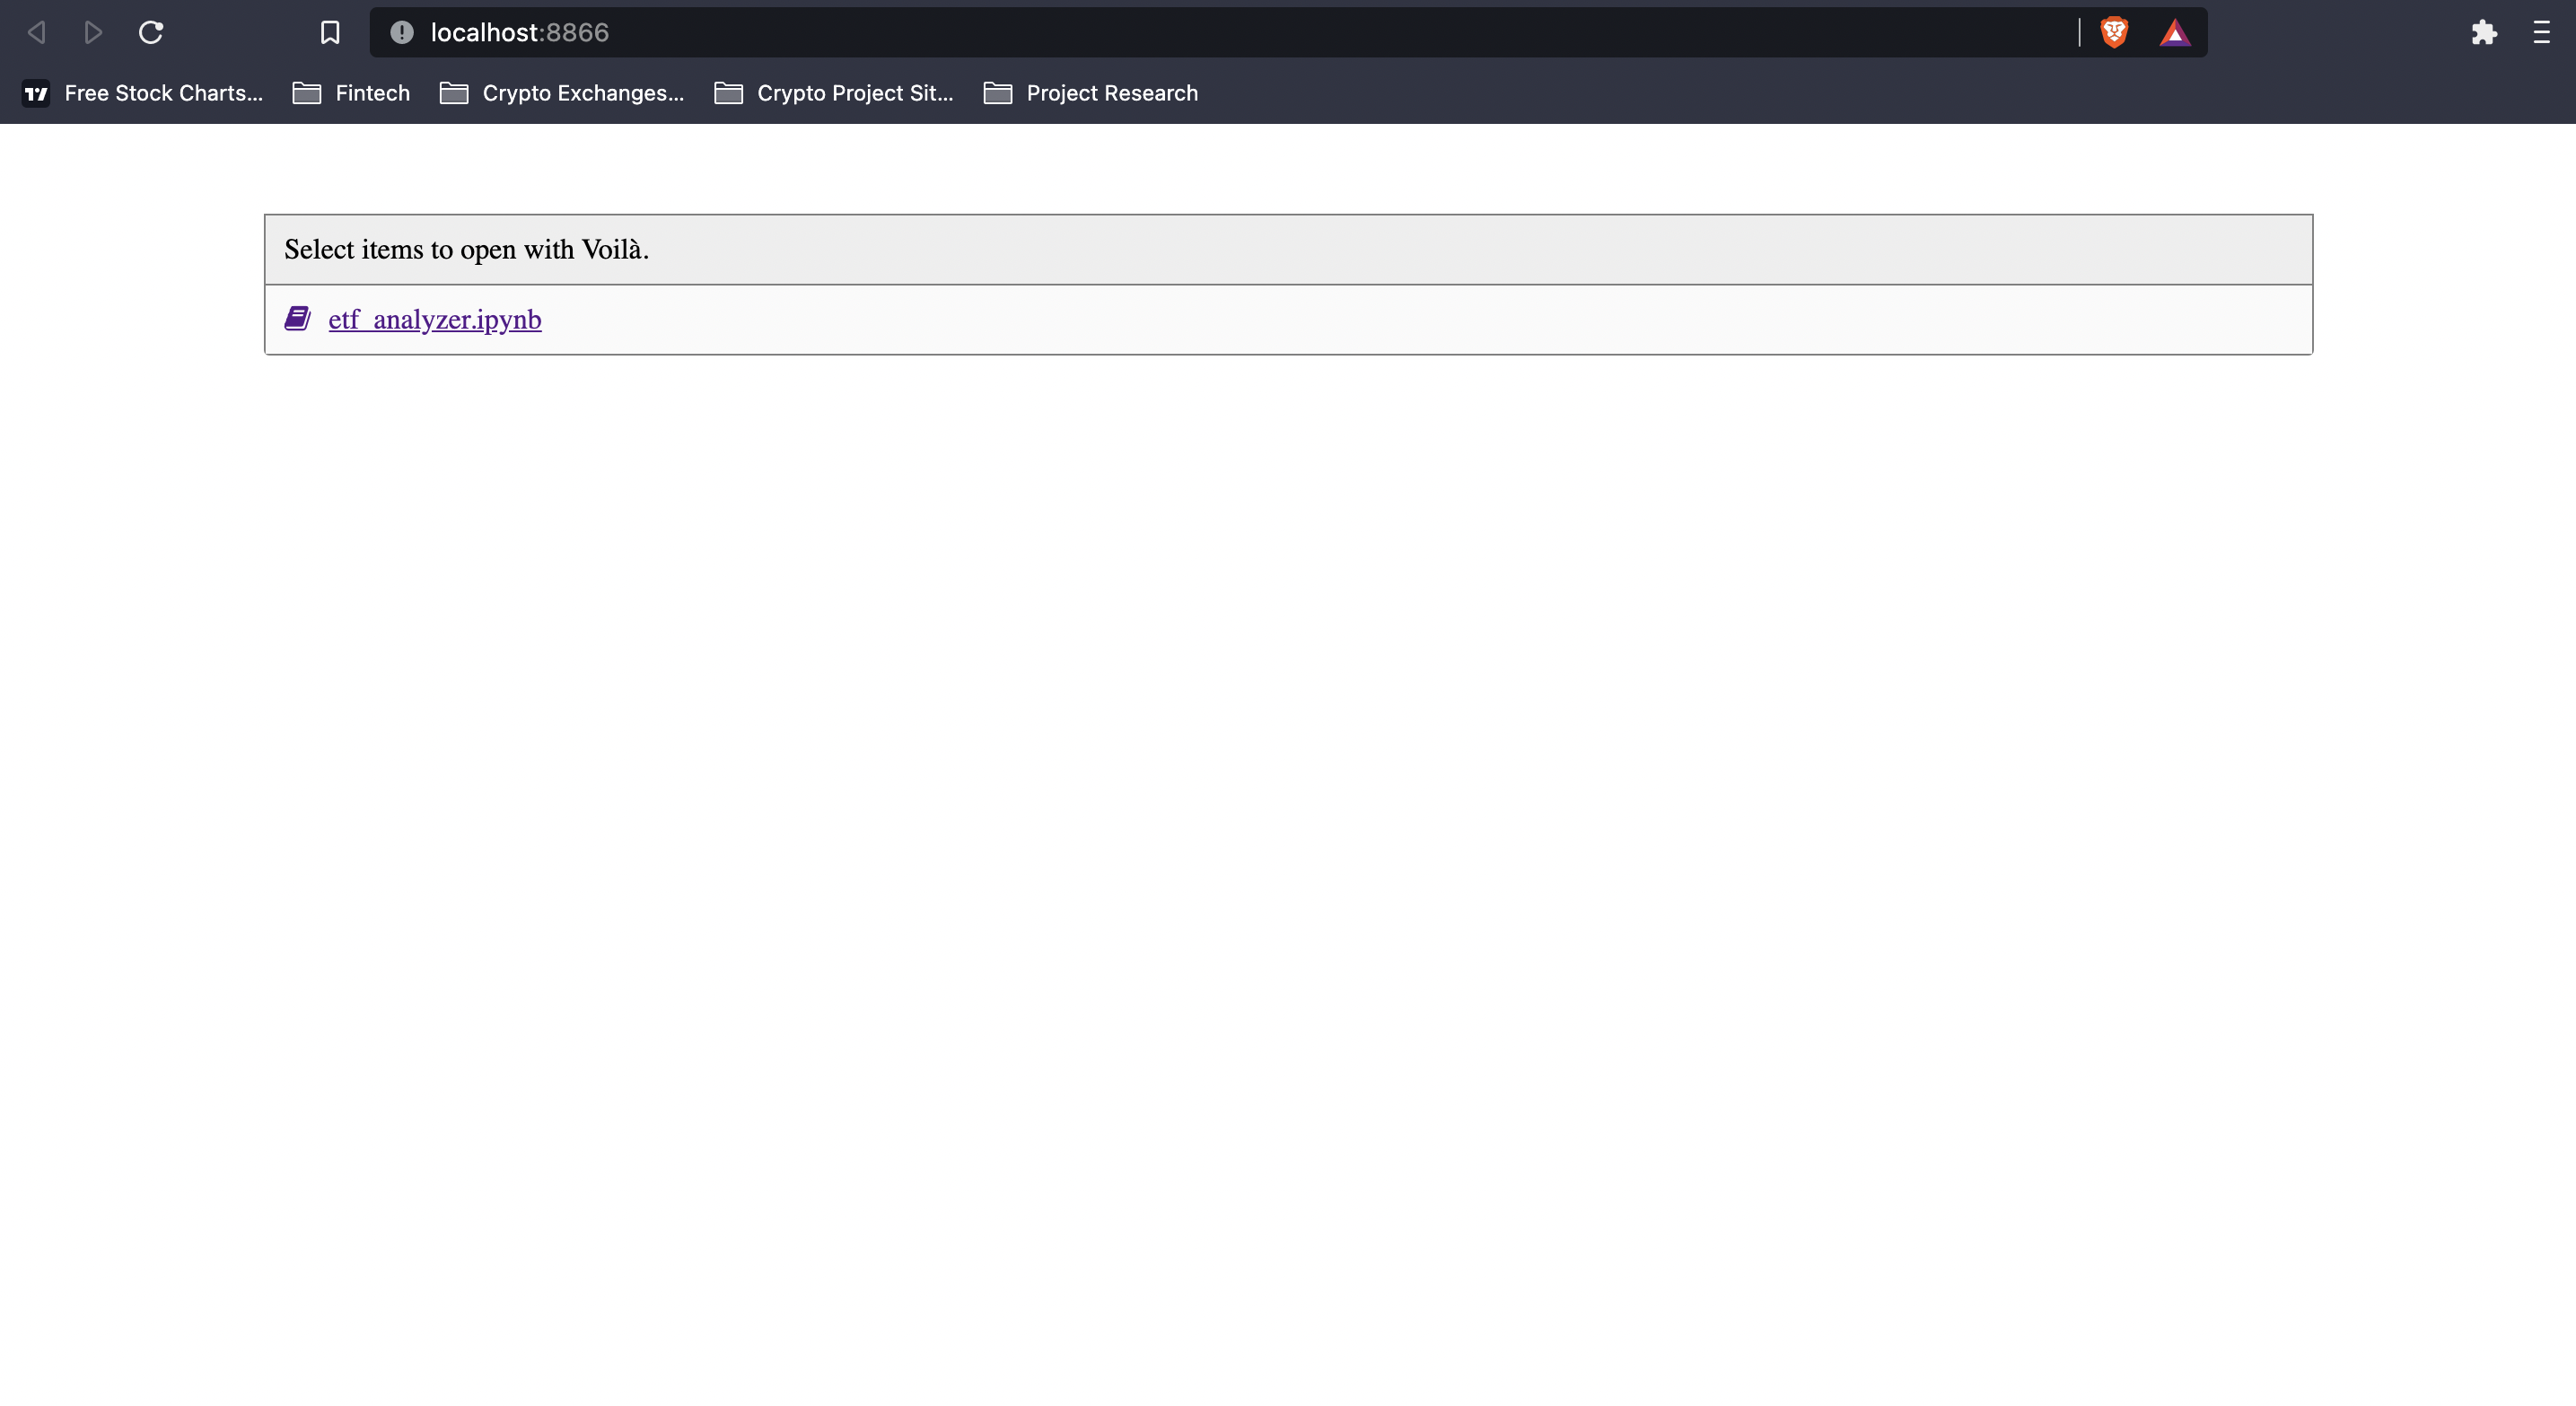 localhost:8866
Free Stock Charts... Fintech Crypto Exchanges... Crypto Project Sit... Project Research
Select items to open with Voilà.
etf_analyzer.ipynb